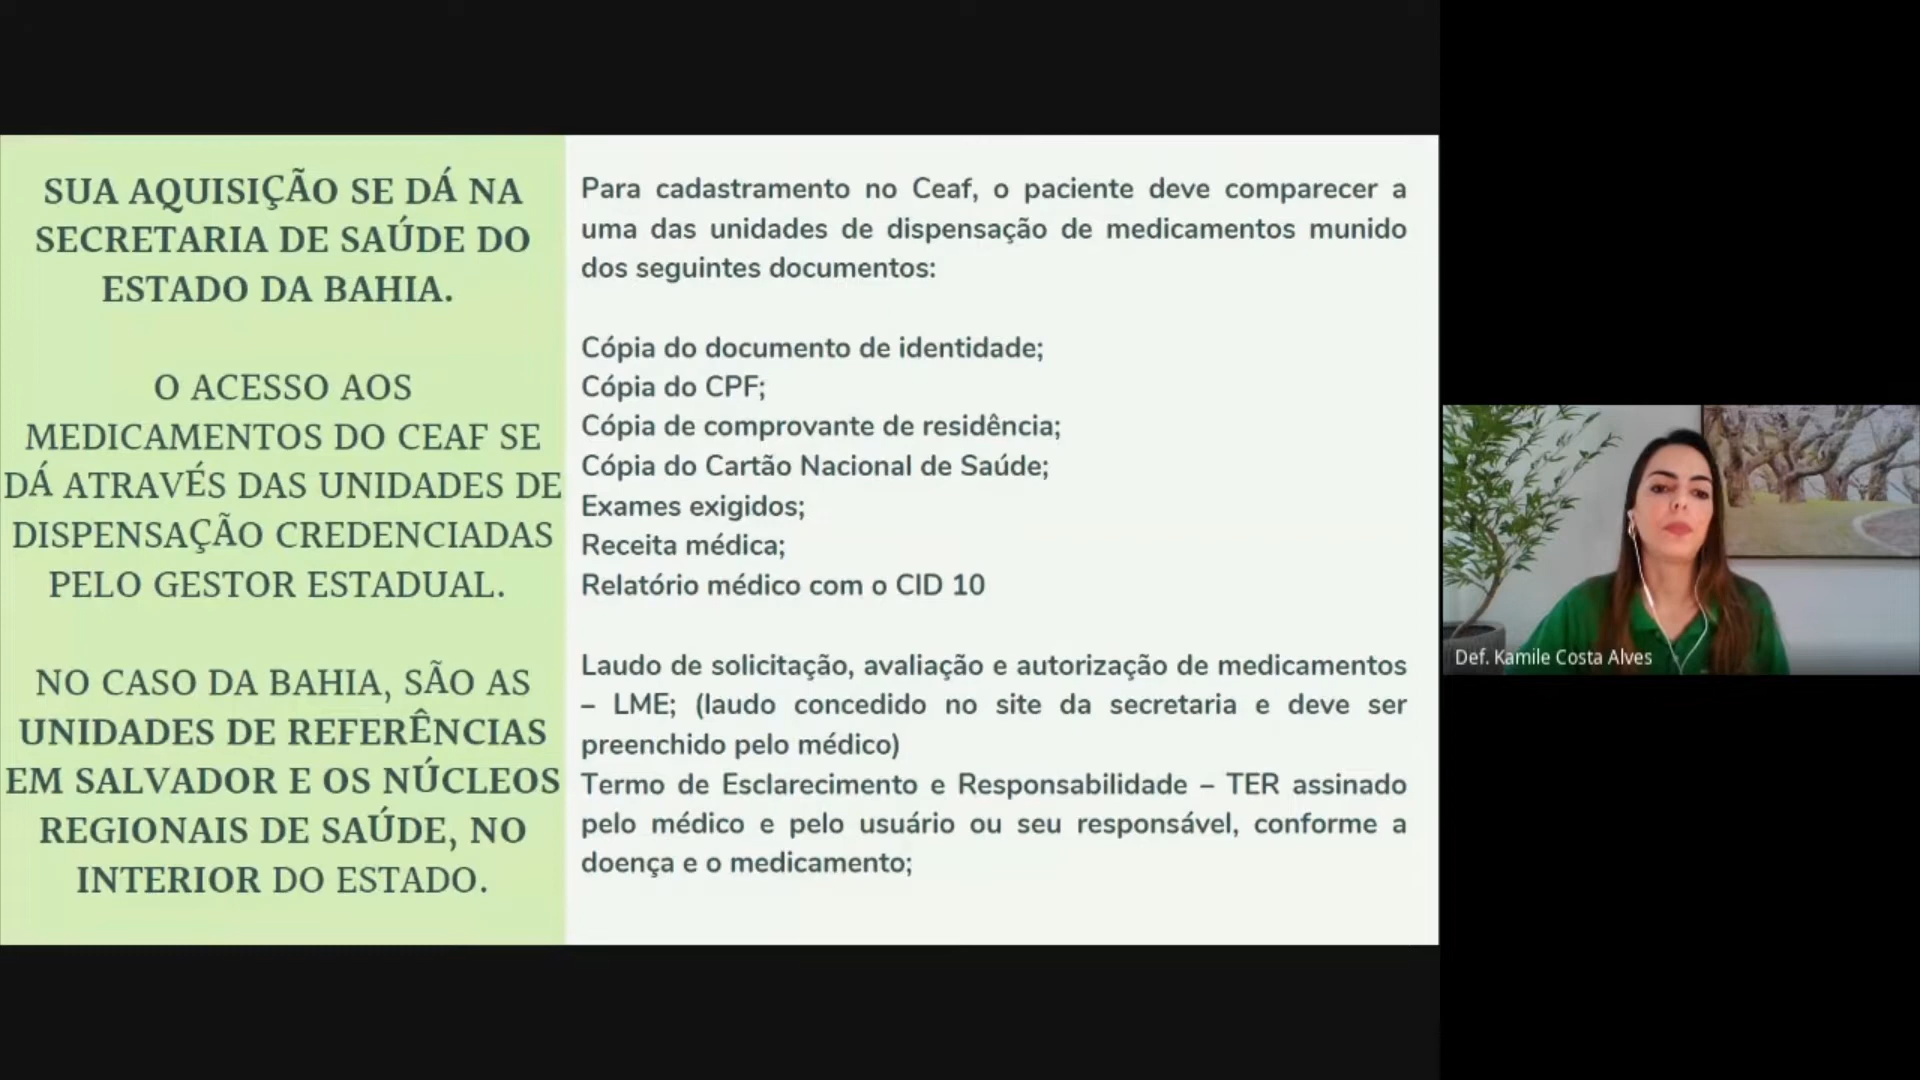 SUA AQUISIÇÃO SE DÁ NA
SECRETARIA DE SAÚDE DO
ESTADO DA BAHIA.
O ACESSO AOS
MEDICAMENTOS DO CEAF SE
DÁ ATRAVÉS DAS UNIDADES DE
DISPENSAÇÃO CREDENCIADAS
PELO GESTOR ESTADUAL.
NO CASO DA BAHIA, SÃO AS
UNIDADES DE REFERÊNCIAS
EM SALVADOR E OS NÚCLEOS
REGIONAIS DE SAÚDE, NO
INTERIOR DO ESTADO.
Para cadastramento no Ceaf, o paciente deve comparecer a
uma das unidades de dispensação de medicamentos munido
dos seguintes documentos:
Cópia do documento de identidade;
Cópia do CPF;
Cópia de comprovante de residência;
Cópia do Cartão Nacional de Saúde;
Exames exigidos;
Receita médica;
Relatório médico com o CID 10
Laudo de solicitação, avaliação e autorização de medicamentos
– LME; (laudo concedido no site da secretaria e deve ser
preenchido pelo médico)
Termo de Esclarecimento e Responsabilidade – TER assinado
pelo médico e pelo usuário ou seu responsável, conforme a
doença e o medicamento;
Def. Kamile Costa Alves